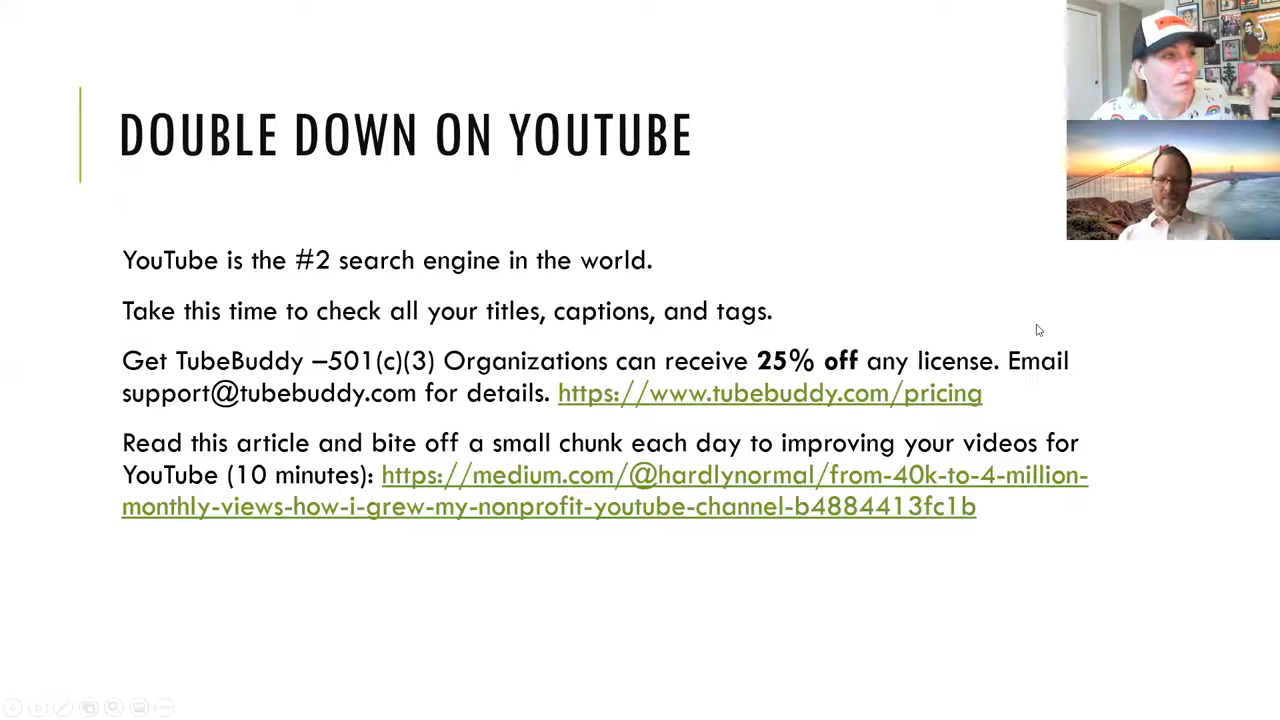 DOUBLE DOWN ON YOUTUBE
YouTube is the #2 search engine in the world.
Take this time to check all your titles, captions, and tags.
Get TubeBuddy –501(c)(3) Organizations can receive 25% off any license. Email
support@tubebuddy.com for details. https://www.tubebuddy.com/pricing
Read this article and bite off a small chunk each day to improving your videos for
YouTube (10 minutes): https://medium.com/@hardlynormal/from-40k-to-4-million-
monthly-views-how-i-grew-my-nonprofit-youtube-channel-b4884413fc1b